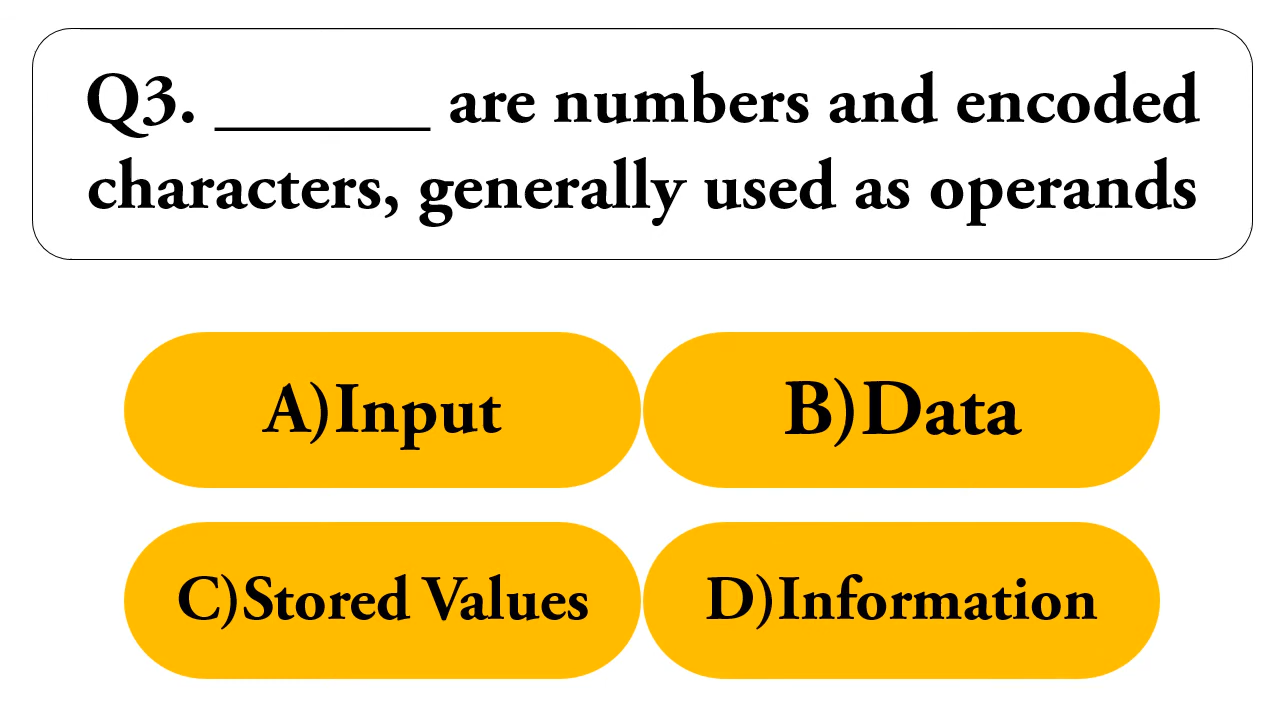 Q3. ______ are numbers and encoded
characters, generally used as operands
A)Input
B)Data
C)Stored Values
D)Information